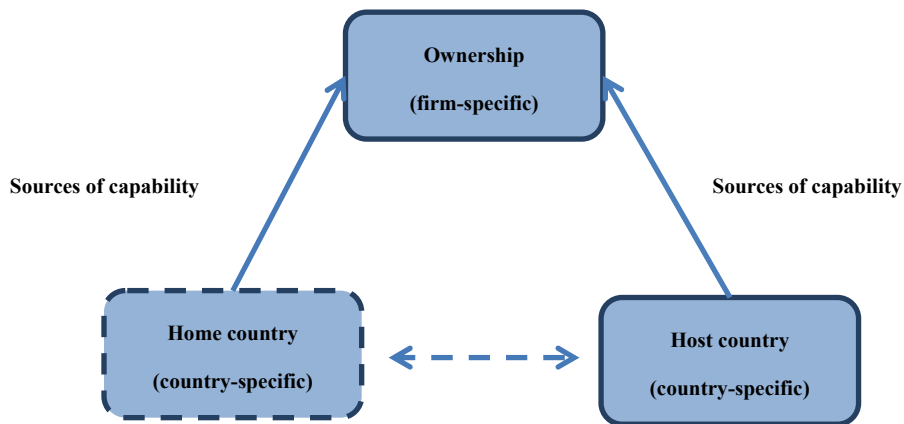 Ownership
(firm-specific)
Sources of capability
Sources of capability
Home country
(country-specific)
Host country
(country-specific)